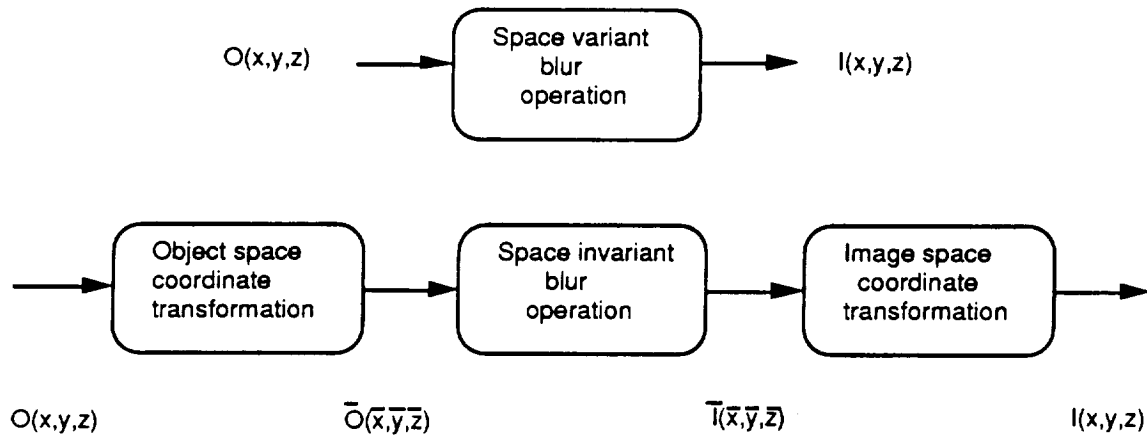 O(x,y,z)
Space variant
blur
operation
I(x,y,z)
Object space
coordinate
transformation
Space invariant
blur
operation
Image space
coordinate
transformation
O(x,y,z)
O̅(x̅,y̅,z̅)
I̅(x̅,y̅,z̅)
I(x,y,z)